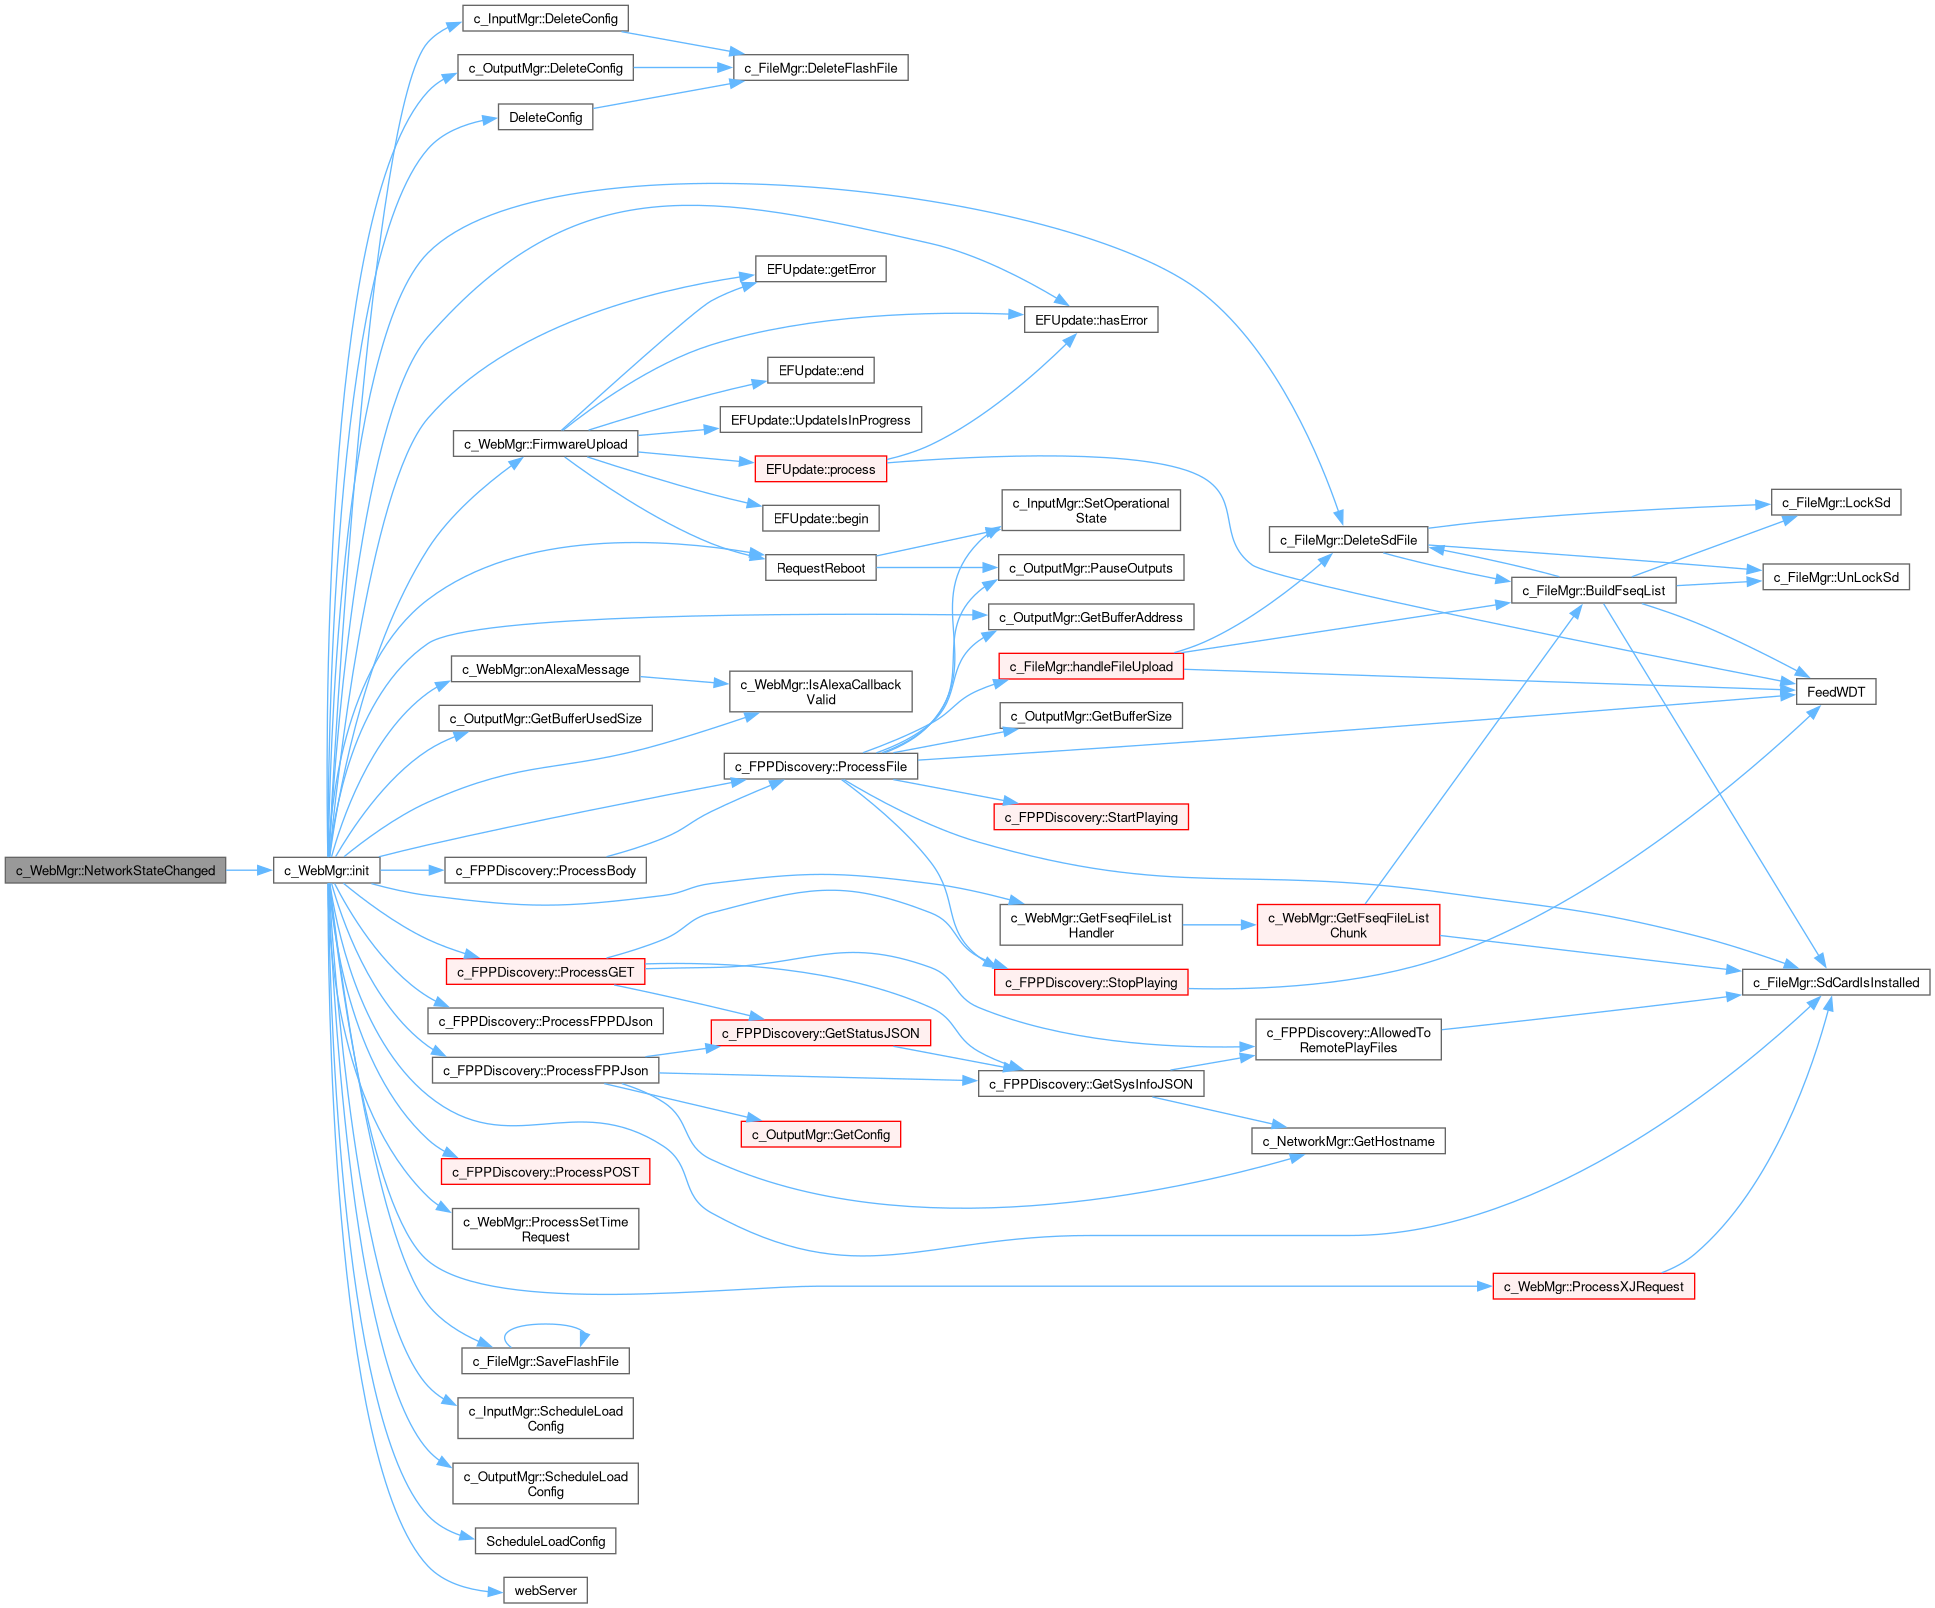 c_InputMgr::DeleteConfig
c_OutputMgr::DeleteConfig
c_FileMgr::DeleteFlashFile
DeleteConfig
EFUpdate::getError
EFUpdate::hasError
EFUpdate::end
EFUpdate::UpdateIsInProgress
c_WebMgr::FirmwareUpload
EFUpdate::process
EFUpdate::begin
c_InputMgr::SetOperational
State
c_FileMgr::LockSd
c_FileMgr::DeleteSdFile
RequestReboot
c_OutputMgr::PauseOutputs
c_FileMgr::UnLockSd
c_FileMgr::BuildFseqList
c_OutputMgr::GetBufferAddress
c_WebMgr::onAlexaMessage
c_FileMgr::handleFileUpload
c_WebMgr::IsAlexaCallback
Valid
FeedWDT
c_OutputMgr::GetBufferUsedSize
c_OutputMgr::GetBufferSize
c_FPPDiscovery::ProcessFile
c_FPPDiscovery::StartPlaying
c_WebMgr::NetworkStateChanged
c_WebMgr::init
c_FPPDiscovery::ProcessBody
c_WebMgr::GetFseqFileList
Handler
c_WebMgr::GetFseqFileList
Chunk
c_FPPDiscovery::ProcessGET
c_FPPDiscovery::StopPlaying
c_FileMgr::SdCardIsInstalled
c_FPPDiscovery::ProcessFPPDJson
c_FPPDiscovery::GetStatusJSON
c_FPPDiscovery::AllowedTo
RemotePlayFiles
c_FPPDiscovery::ProcessFPPJson
c_FPPDiscovery::GetSysInfoJSON
c_OutputMgr::GetConfig
c_NetworkMgr::GetHostname
c_FPPDiscovery::ProcessPOST
c_WebMgr::ProcessSetTime
Request
c_WebMgr::ProcessXJRequest
c_FileMgr::SaveFlashFile
c_InputMgr::ScheduleLoad
Config
c_OutputMgr::ScheduleLoad
Config
ScheduleLoadConfig
webServer